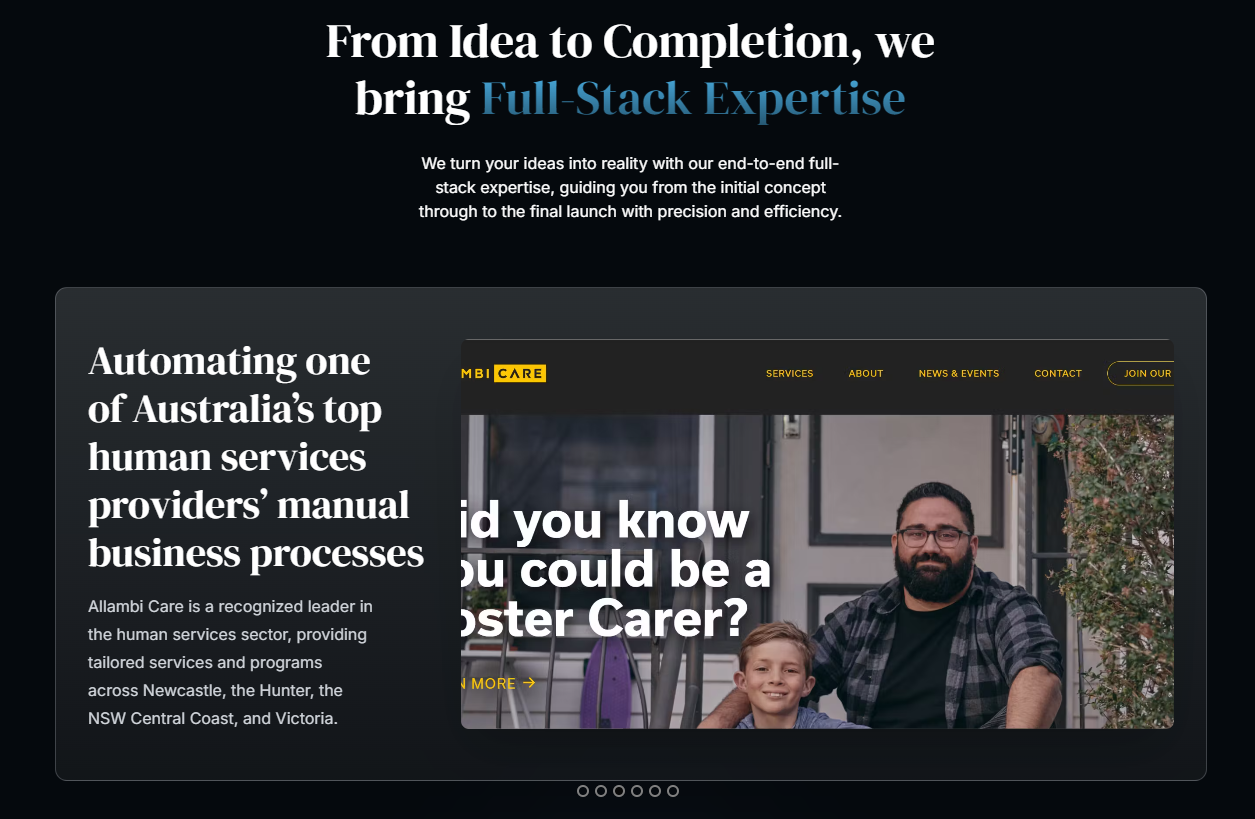 From Idea to Completion, we
bring Full-Stack Expertise
We turn your ideas into reality with our end-to-end full-
stack expertise, guiding you from the initial concept
through to the final launch with precision and efficiency.
Automating one
of Australia’s top
human services
providers’ manual
business processes
Allambi Care is a recognized leader in
the human services sector, providing
tailored services and programs
across Newcastle, the Hunter, the
NSW Central Coast, and Victoria.
MBI CARE
SERVICES ABOUT NEWS & EVENTS CONTACT JOIN OUR
id you know
ou could be a
oster Carer?
N MORE →